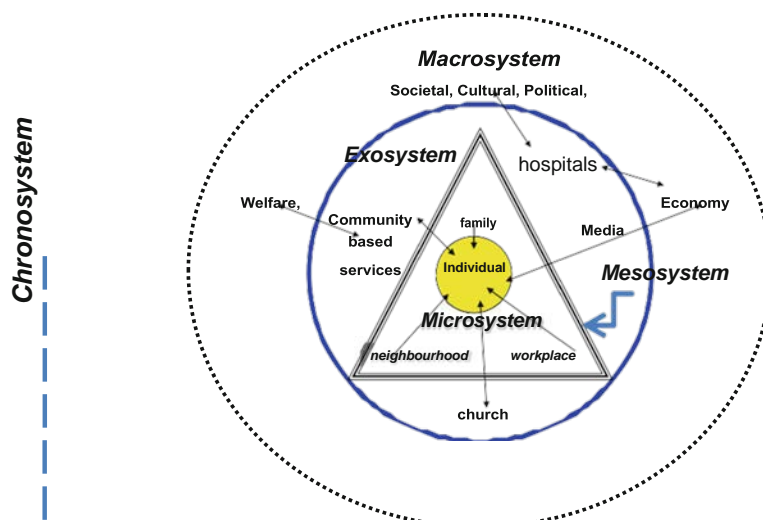 Macrosystem
Societal, Cultural, Political,
Chronosystem
Exosystem
hospitals
Welfare,
Economy
Community
based
services
family
Media
Individual
Mesosystem
Microsystem
neighbourhood
workplace
church